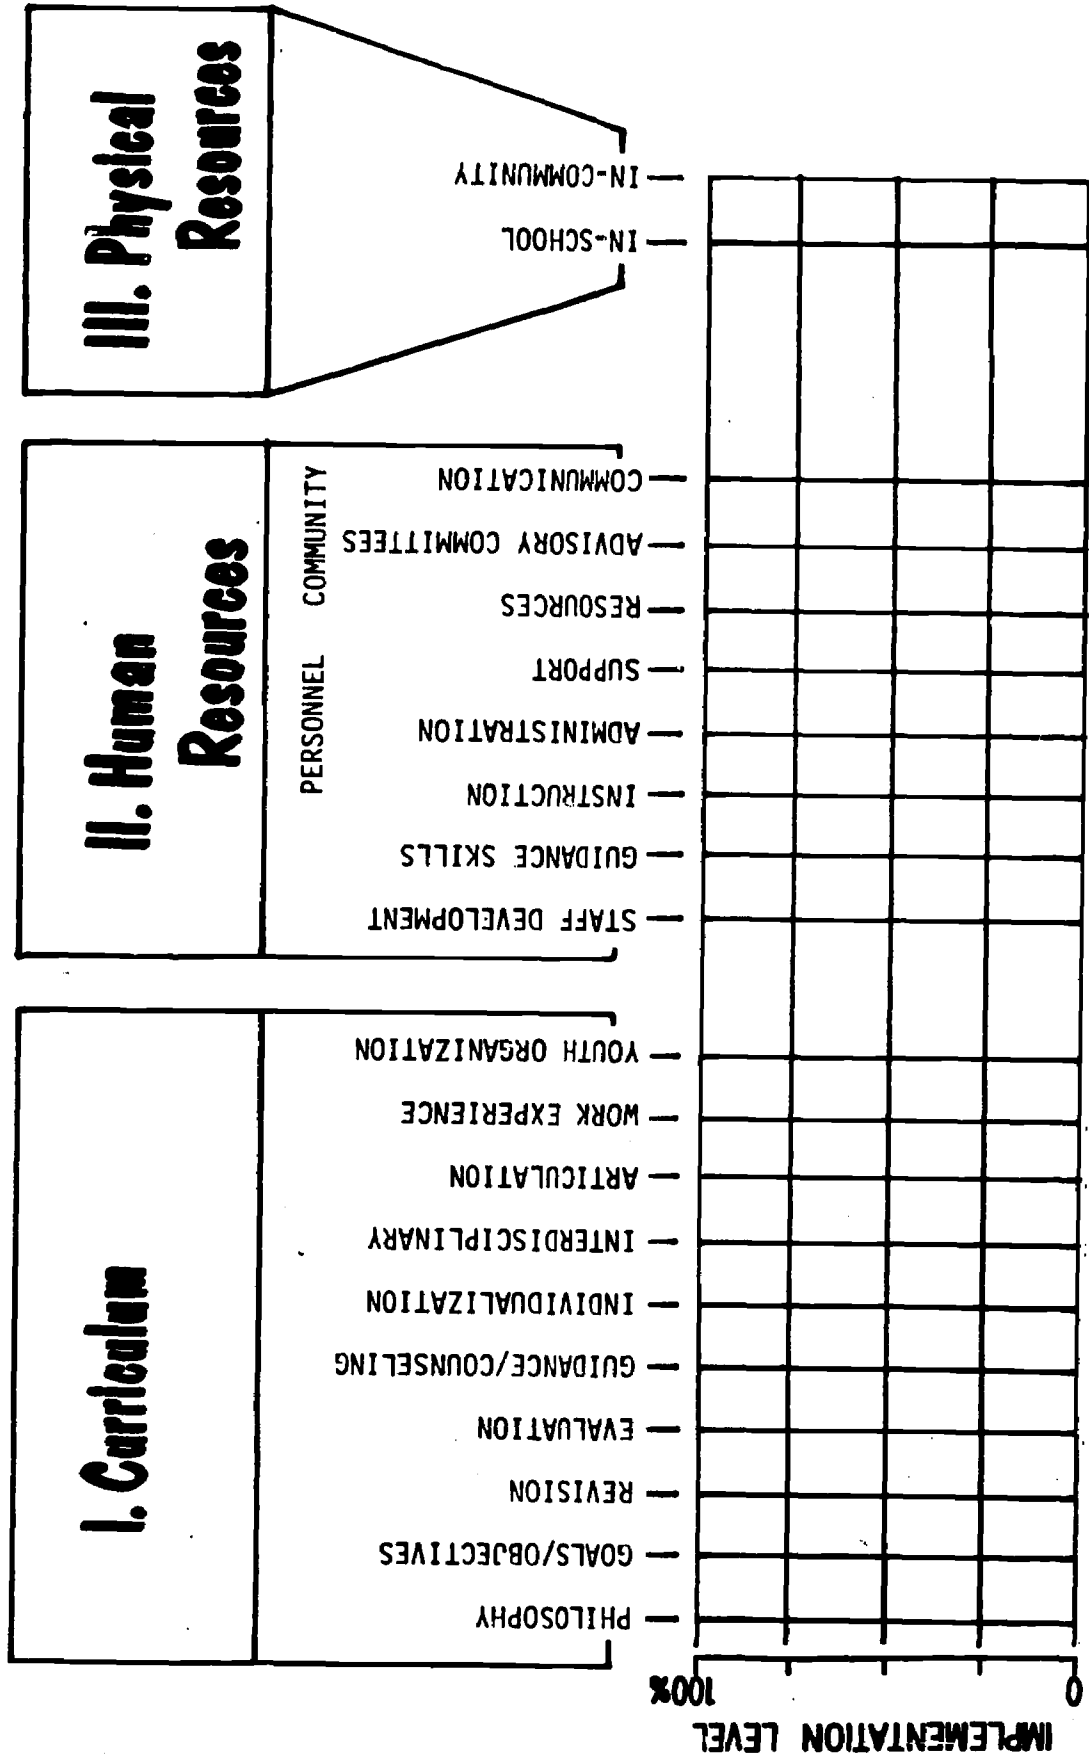 I. Curriculum
PHILOSOPHY
GOALS/OBJECTIVES
REVISION
EVALUATION
GUIDANCE/COUNSELING
INDIVIDUALIZATION
INTERDISCIPLINARY
ARTICULATION
WORK EXPERIENCE
YOUTH ORGANIZATION
II. Human
Resources
PERSONNEL COMMUNITY
STAFF DEVELOPMENT
GUIDANCE SKILLS
INSTRUCTION
ADMINISTRATION
SUPPORT
RESOURCES
ADVISORY COMMITTEES
COMMUNICATION
III. Physical
Resources
IN-SCHOOL
IN-COMMUNITY
IMPLEMENTATION LEVEL
100%
0